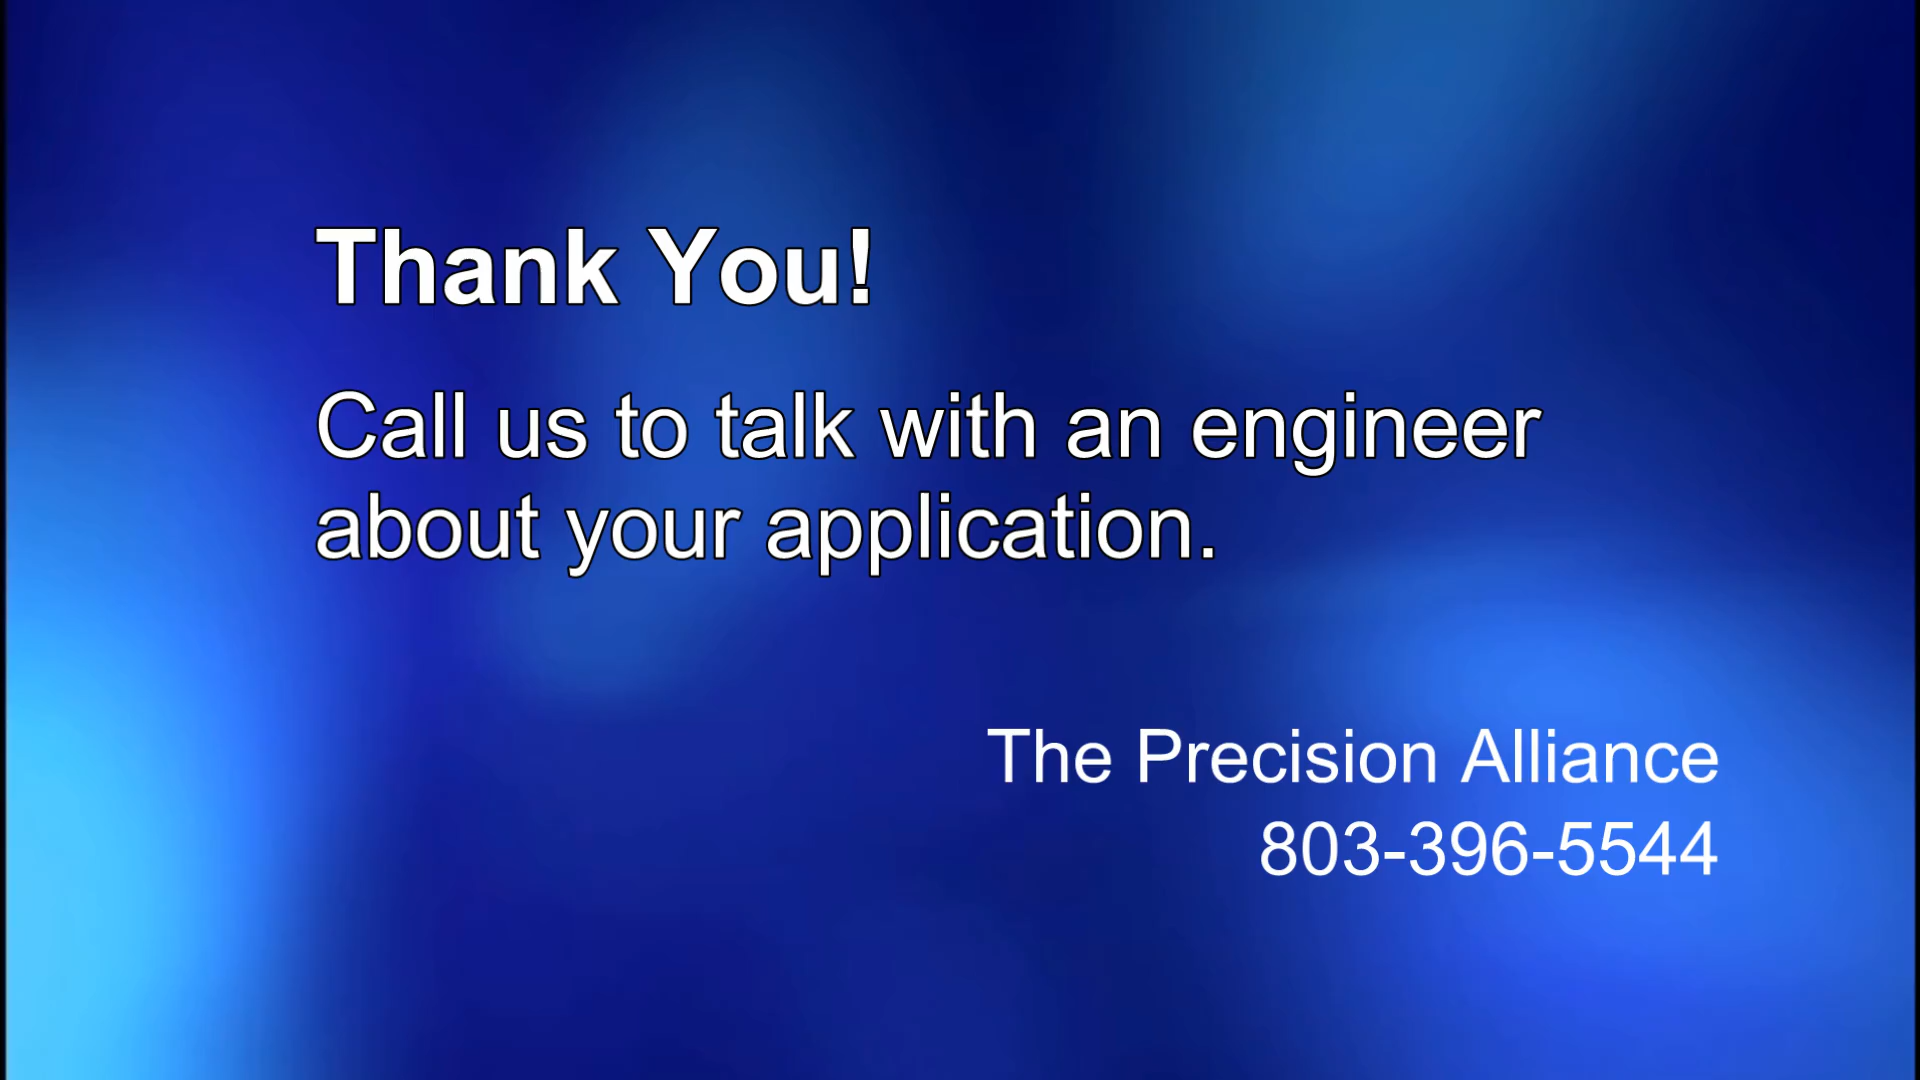 Thank You!
Call us to talk with an engineer
about your application.
The Precision Alliance
803-396-5544